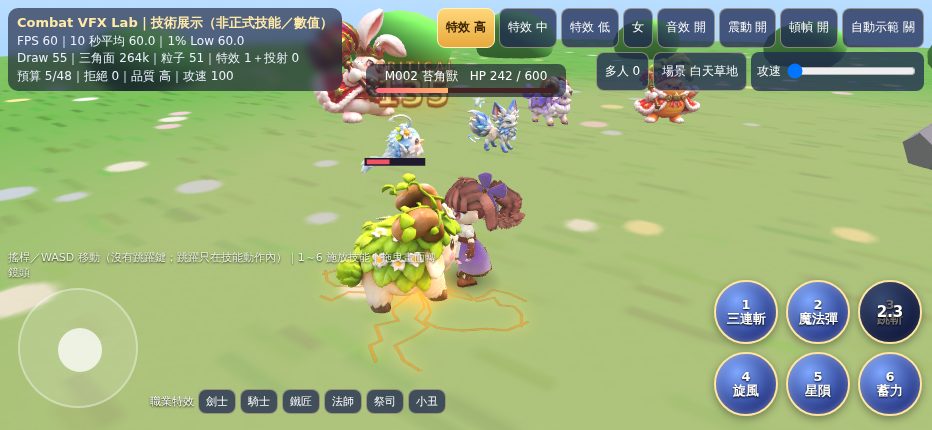 Combat VFX Lab｜技術展示（非正式技能／數值）
FPS 60｜10 秒平均 60.0｜1% Low 60.0
Draw 55｜三角面 264k｜粒子 51｜特效 1＋投射 0
預算 5/48｜拒絕 0｜品質 高｜攻速 100
特效 高
特效 中
特效 低
女
音效 開
震動 開
頓幀 開
自動示範 關
多人 0
場景 白天草地
攻速
M002 苔角獸 HP 242 / 600
搖桿／WASD 移動（沒有跳躍鍵；跳躍只在技能動作內）｜1～6 施放技能｜拖曳畫面轉
鏡頭
1
三連斬
2
魔法彈
2.3
4
旋風
5
星隕
6
蓄力
職業特效
劍士
騎士
鐵匠
法師
祭司
小丑